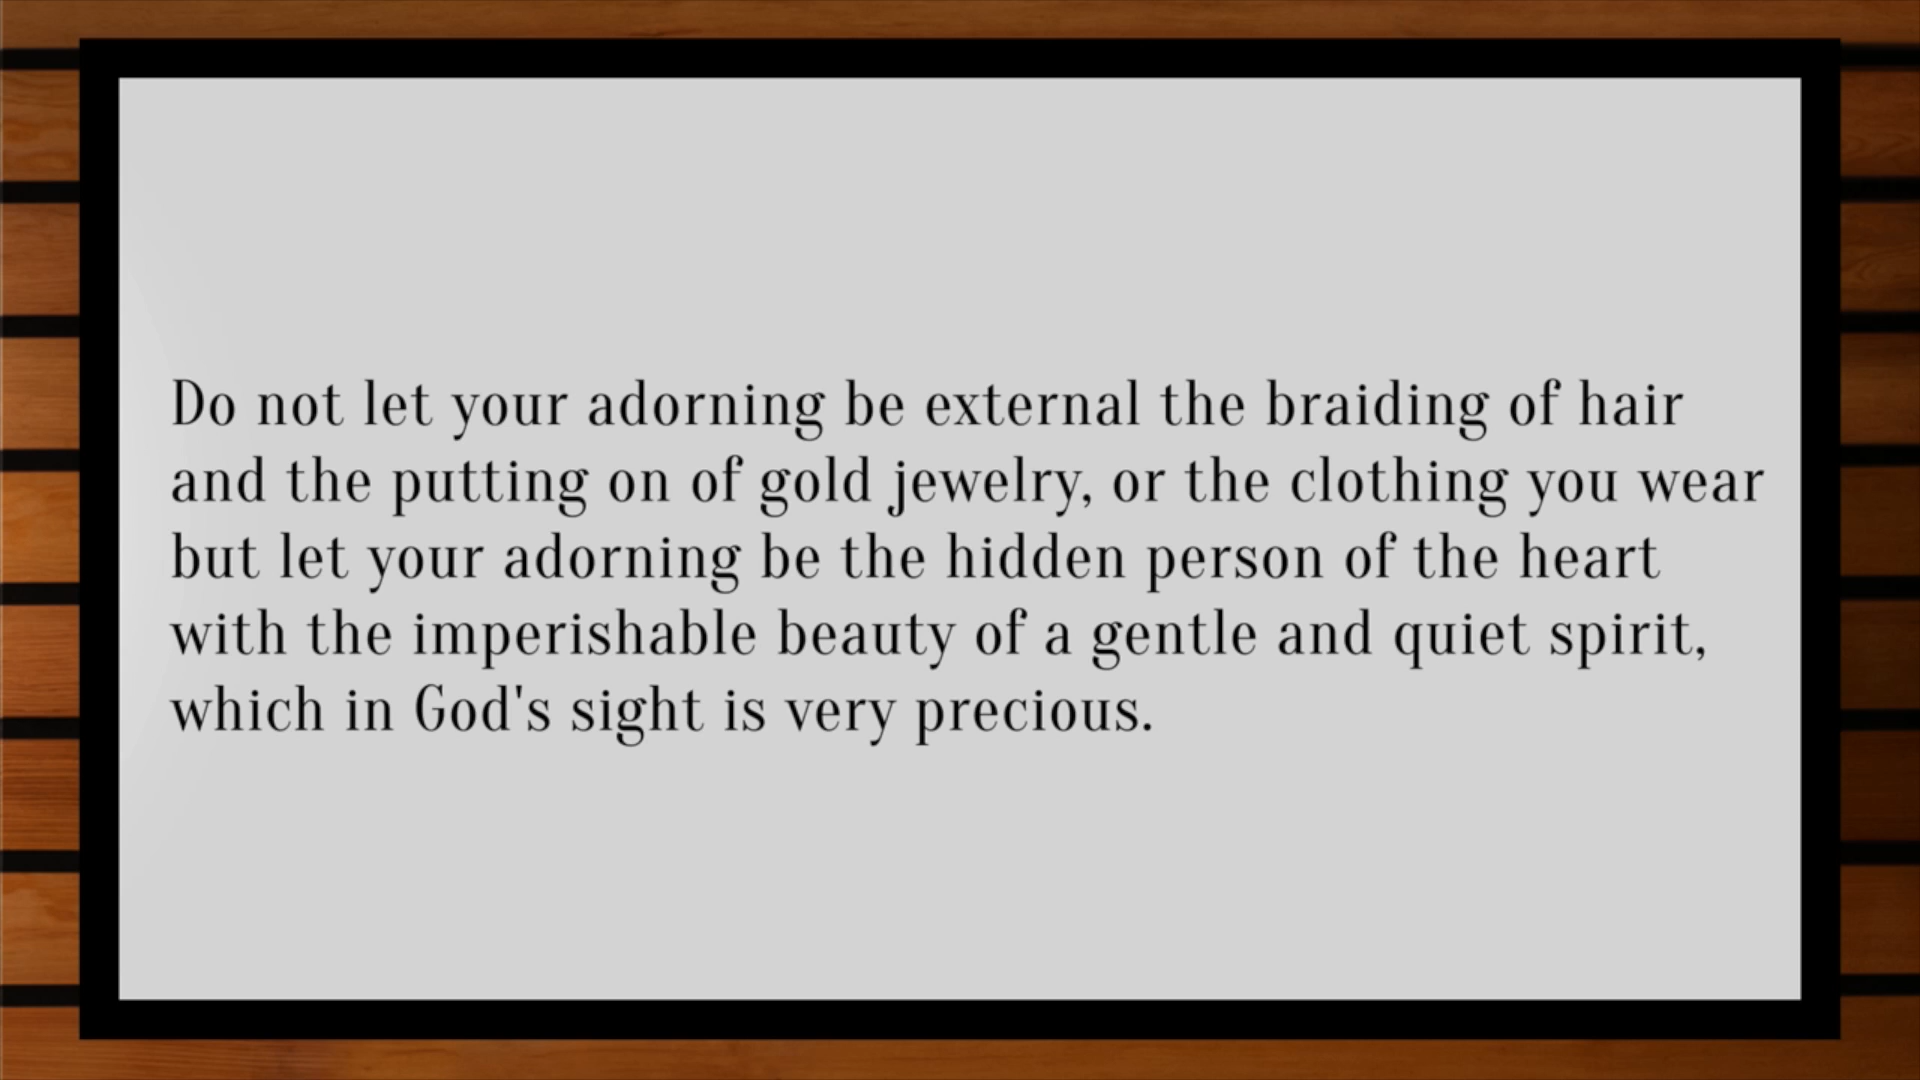 Do not let your adorning be external the braiding of hair
and the putting on of gold jewelry, or the clothing you wear
but let your adorning be the hidden person of the heart
with the imperishable beauty of a gentle and quiet spirit,
which in God's sight is very precious.